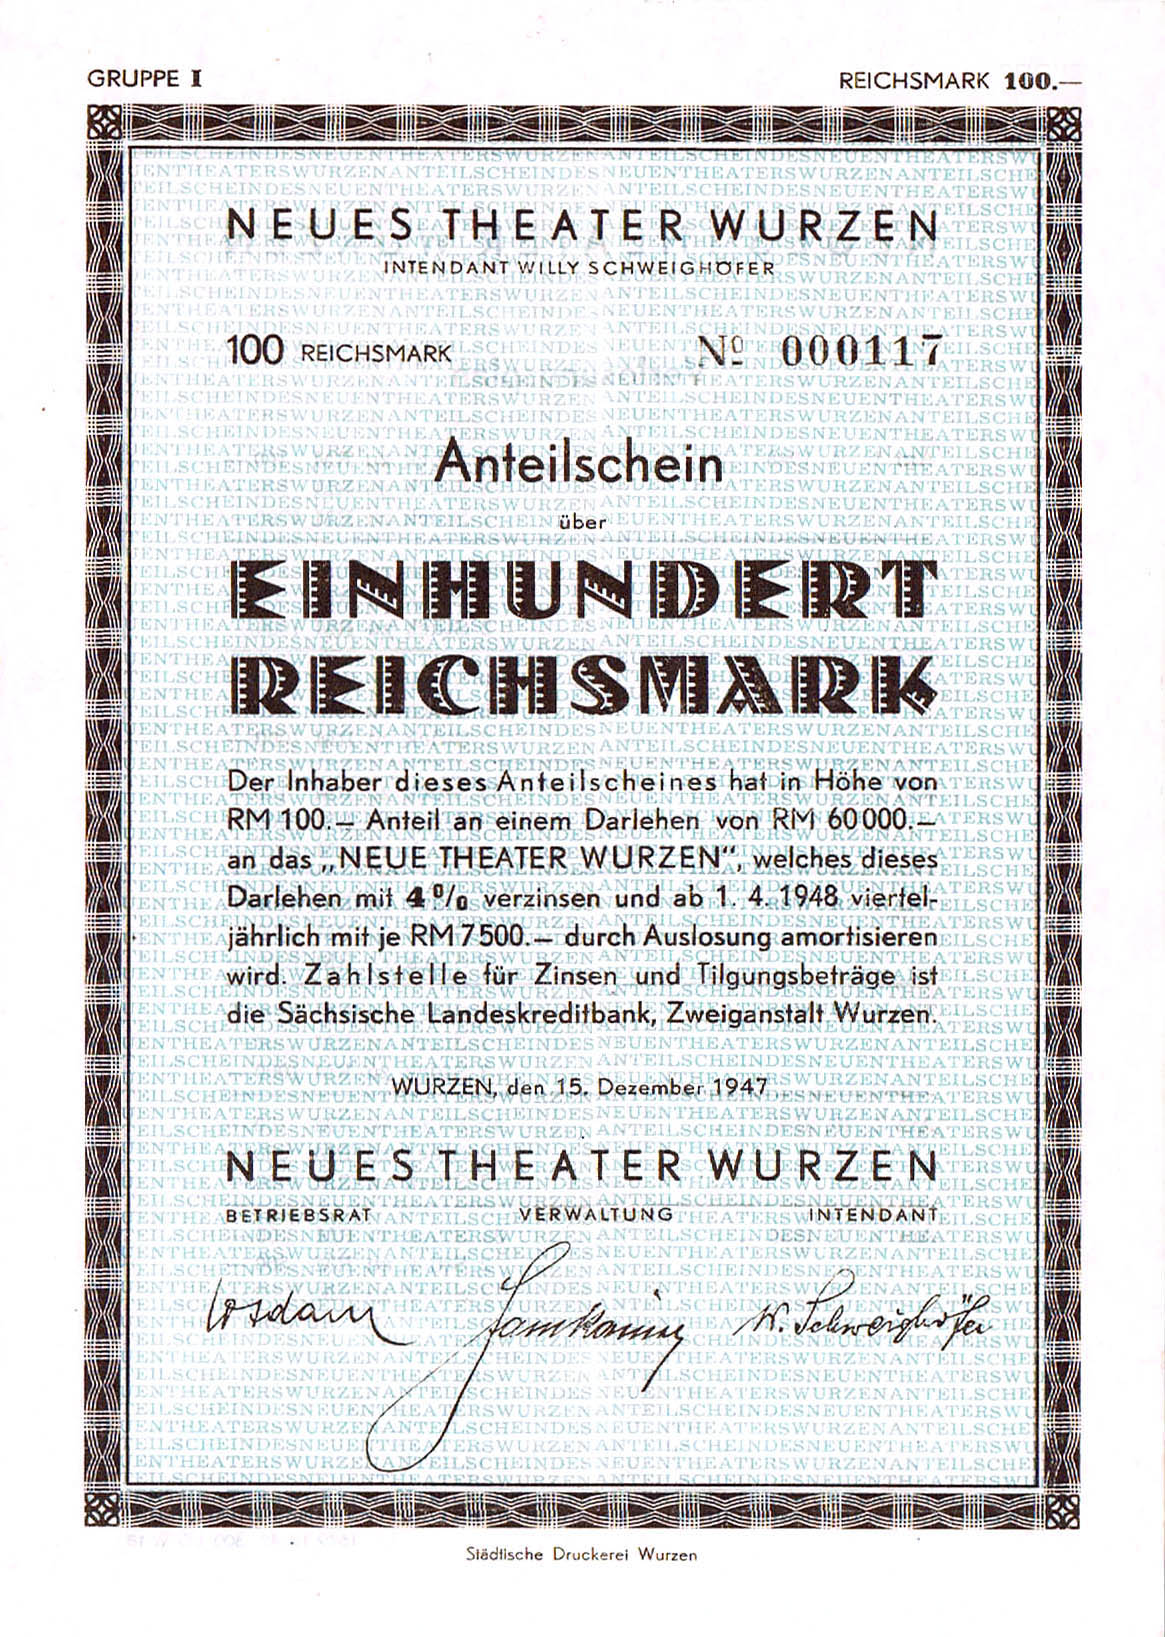 GRUPPE I
REICHSMARK 100.—
NEUES THEATER WURZEN
INTENDANT WILLY SCHWEIGHÖFER
100 REICHSMARK
No 000117
Anteilschein
über
EINHUNDERT
REICHSMARK
Der Inhaber dieses Anteilscheines hat in Höhe von
RM 100.— Anteil an einem Darlehen von RM 60000.—
an das „NEUE THEATER WURZEN“, welches dieses
Darlehen mit 4% verzinsen und ab 1. 4. 1948 viertel-
jährlich mit je RM 7500.— durch Auslosung amortisieren
wird. Zahlstelle für Zinsen und Tilgungsbeträge ist
die Sächsische Landeskreditbank, Zweiganstalt Wurzen.
WURZEN, den 15. Dezember 1947
NEUES THEATER WURZEN
BETRIEBSRAT VERWALTUNG INTENDANT
W. Schweighöfer
Städtische Druckerei Wurzen